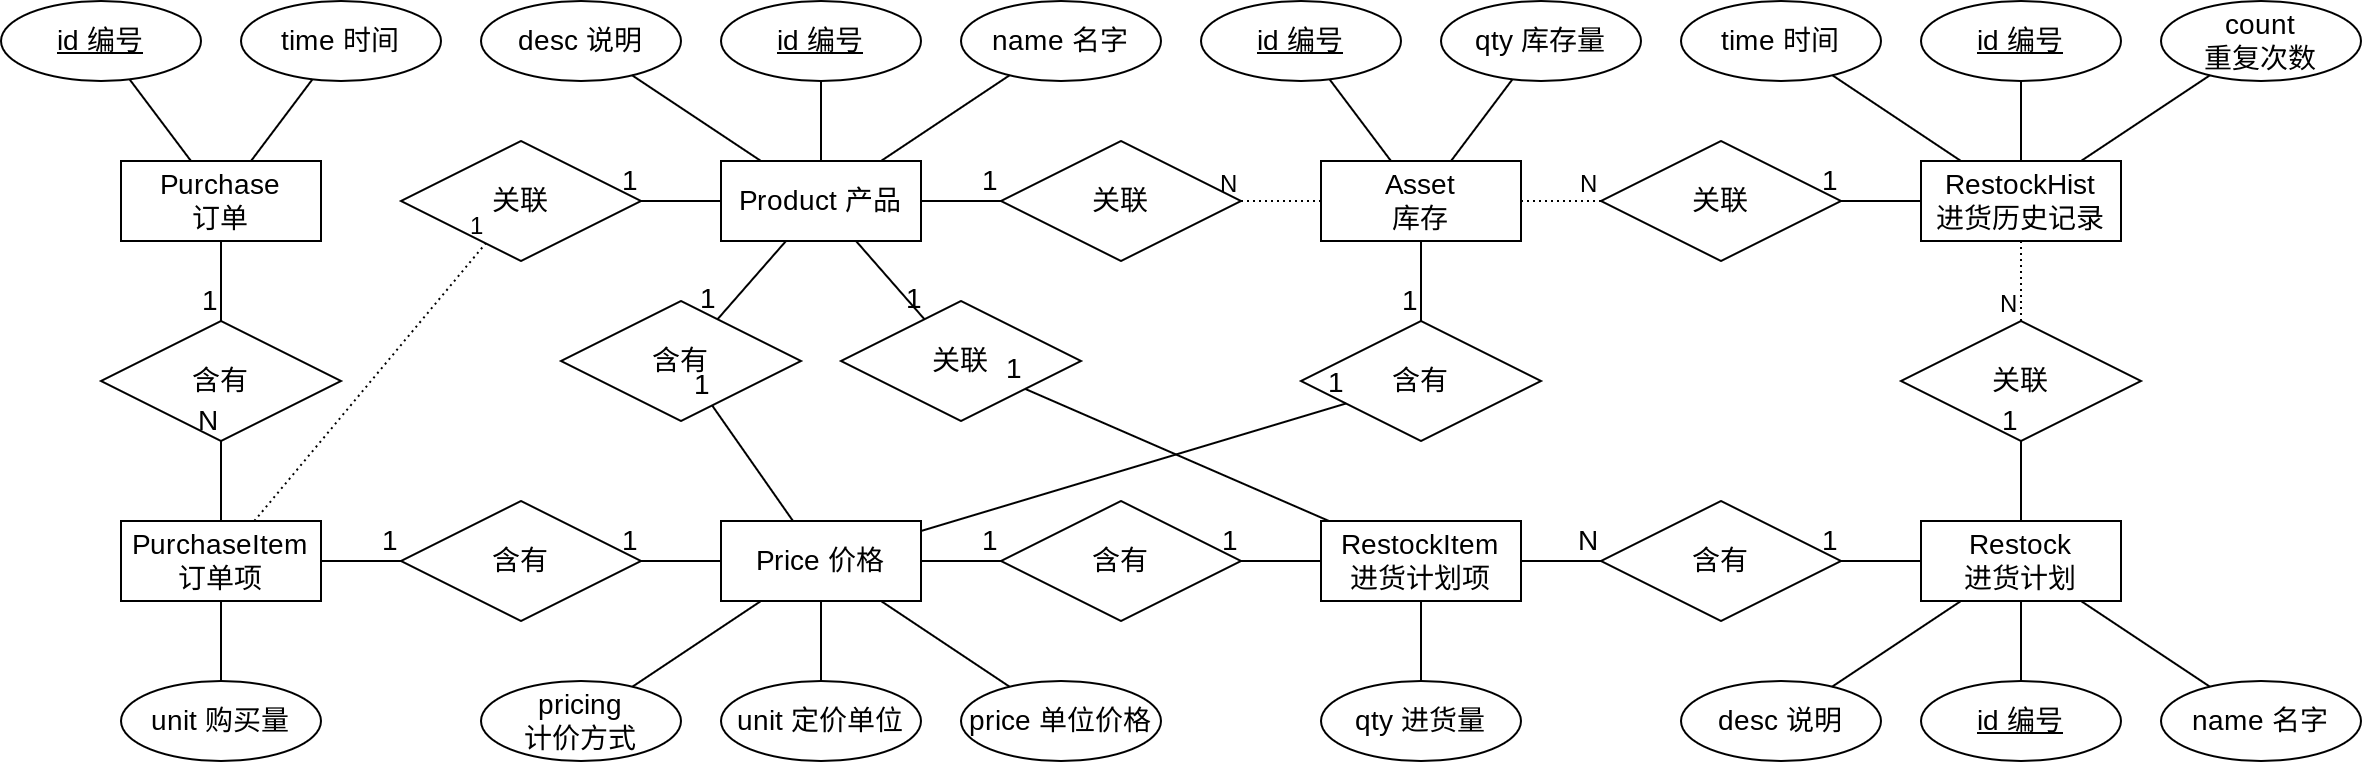 id 编号
time 时间
desc 说明
id 编号
name 名字
id 编号
qty 库存量
time 时间
id 编号
count
重复次数
Purchase
订单
关联
1
1
Product 产品
1
关联
N
Asset
库存
N
关联
1
RestockHist
进货历史记录
1
1
1
1
N
含有
含有
1
关联
1
1
含有
关联
N
1
PurchaseItem
订单项
1
含有
1
Price 价格
1
含有
1
RestockItem
进货计划项
N
含有
1
Restock
进货计划
unit 购买量
pricing
计价方式
unit 定价单位
price 单位价格
qty 进货量
desc 说明
id 编号
name 名字